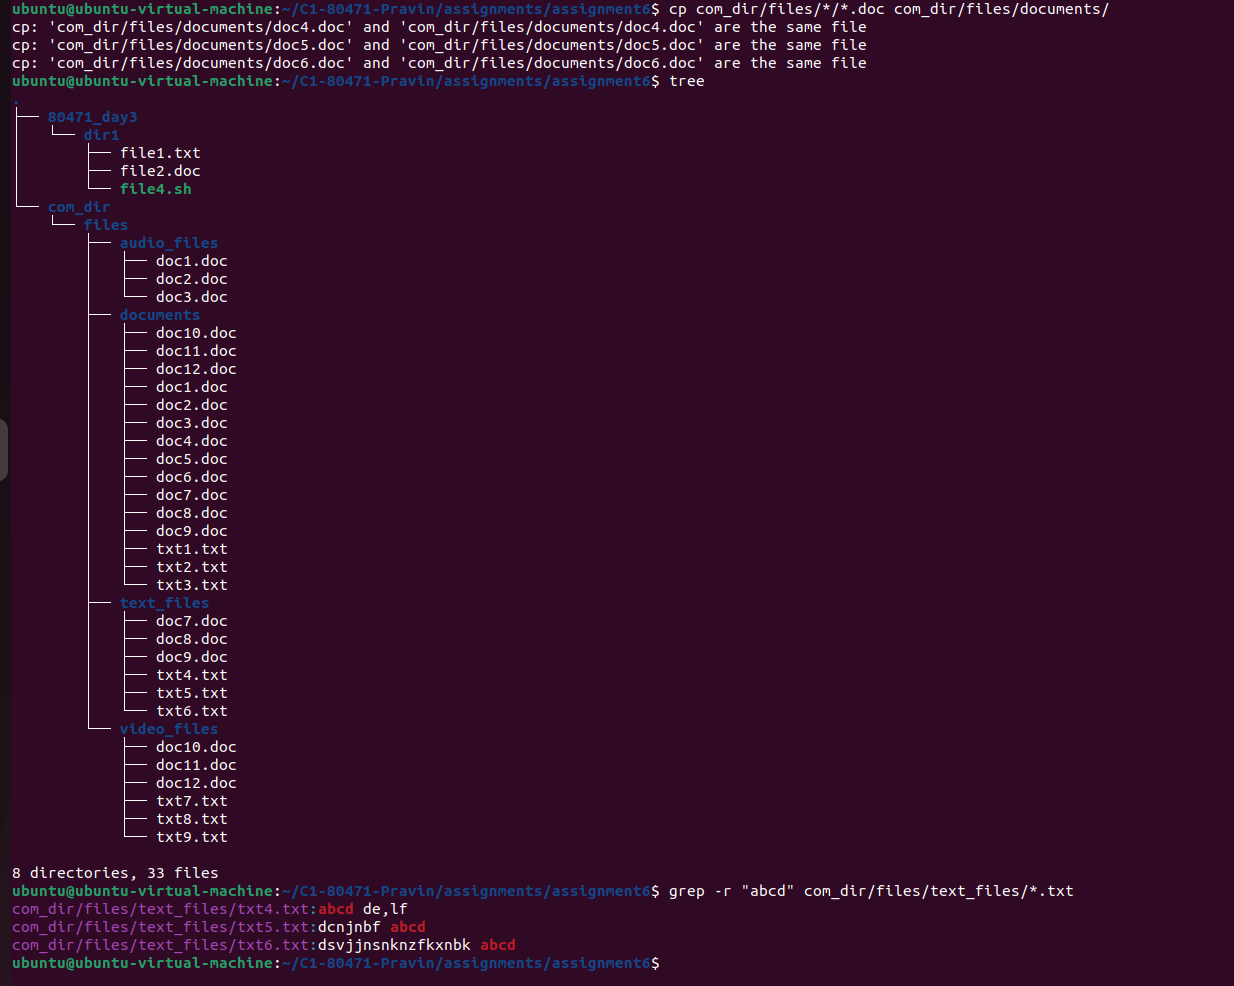 ubuntu@ubuntu-virtual-machine:~/C1-80471-Pravin/assignments/assignment6$ cp com_dir/files/*/*.doc com_dir/files/documents/
cp: 'com_dir/files/documents/doc4.doc' and 'com_dir/files/documents/doc4.doc' are the same file
cp: 'com_dir/files/documents/doc5.doc' and 'com_dir/files/documents/doc5.doc' are the same file
cp: 'com_dir/files/documents/doc6.doc' and 'com_dir/files/documents/doc6.doc' are the same file
ubuntu@ubuntu-virtual-machine:~/C1-80471-Pravin/assignments/assignment6$ tree
.
├── 80471_day3
│   └── dir1
│       ├── file1.txt
│       ├── file2.doc
│       └── file4.sh
└── com_dir
    └── files
        ├── audio_files
        │   ├── doc1.doc
        │   ├── doc2.doc
        │   └── doc3.doc
        ├── documents
        │   ├── doc10.doc
        │   ├── doc11.doc
        │   ├── doc12.doc
        │   ├── doc1.doc
        │   ├── doc2.doc
        │   ├── doc3.doc
        │   ├── doc4.doc
        │   ├── doc5.doc
        │   ├── doc6.doc
        │   ├── doc7.doc
        │   ├── doc8.doc
        │   ├── doc9.doc
        │   ├── txt1.txt
        │   ├── txt2.txt
        │   └── txt3.txt
        ├── text_files
        │   ├── doc7.doc
        │   ├── doc8.doc
        │   ├── doc9.doc
        │   ├── txt4.txt
        │   ├── txt5.txt
        │   └── txt6.txt
        └── video_files
            ├── doc10.doc
            ├── doc11.doc
            ├── doc12.doc
            ├── txt7.txt
            ├── txt8.txt
            └── txt9.txt

8 directories, 33 files
ubuntu@ubuntu-virtual-machine:~/C1-80471-Pravin/assignments/assignment6$ grep -r "abcd" com_dir/files/text_files/*.txt
com_dir/files/text_files/txt4.txt:abcd de,lf
com_dir/files/text_files/txt5.txt:dcnjnbf abcd
com_dir/files/text_files/txt6.txt:dsvjjnsnknzfkxnbk abcd
ubuntu@ubuntu-virtual-machine:~/C1-80471-Pravin/assignments/assignment6$